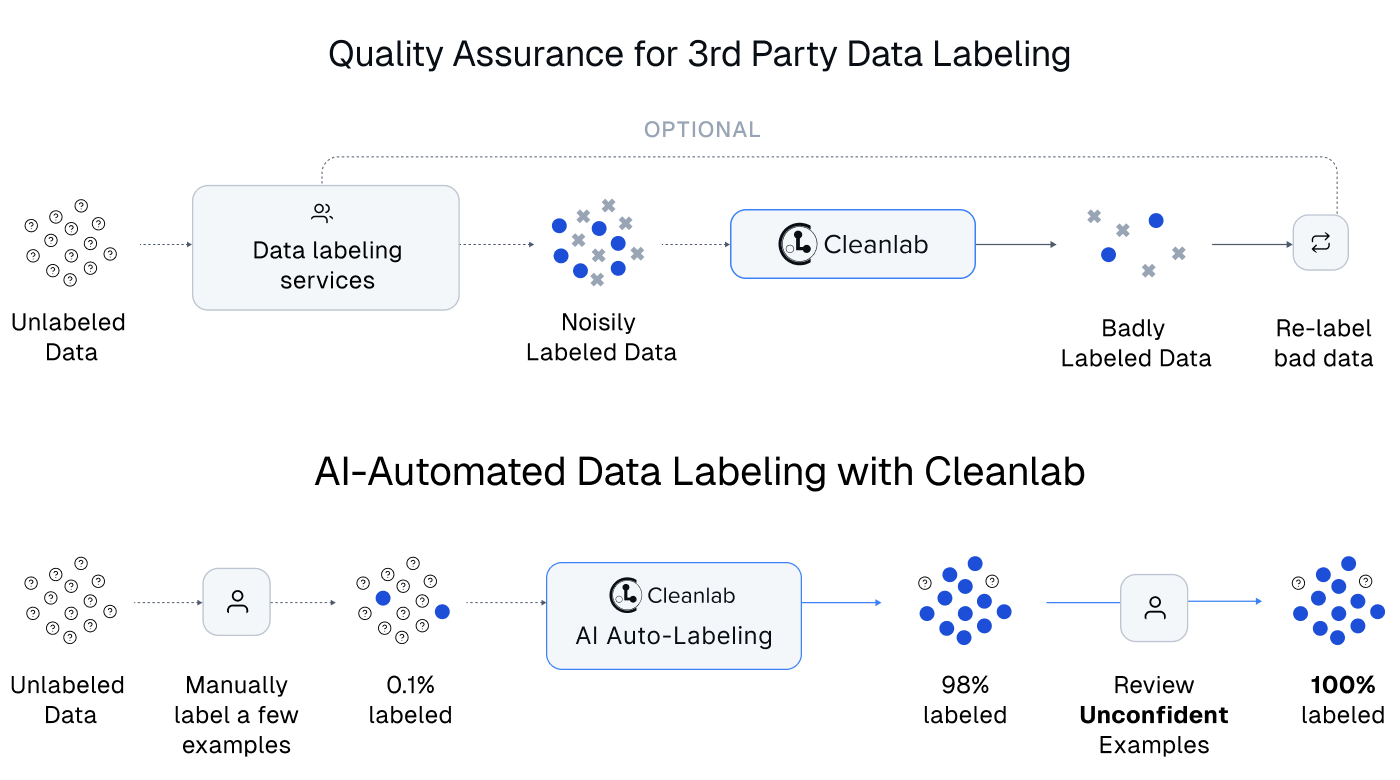 Quality Assurance for 3rd Party Data Labeling
OPTIONAL
Data labeling
services
Cleanlab
Unlabeled
Data
Noisily
Labeled Data
Badly
Labeled Data
Re-label
bad data
AI-Automated Data Labeling with Cleanlab
Cleanlab
AI Auto-Labeling
Unlabeled
Data
Manually
label a few
examples
0.1%
labeled
98%
labeled
Review
Unconfident
Examples
100%
labeled